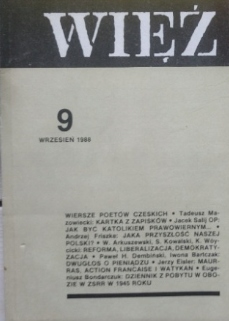 WIĘŹ
9
WRZESIEŃ 1989
WIERSZE POETÓW CZESKICH • Tadeusz Ma-
zowiecki: KARTKA Z ZAPISKÓW • Jacek Salij OP:
JAK BYĆ KATOLIKIEM PRAWOWIERNYM... •
Andrzej Friszke: JAKA PRZYSZŁOŚĆ NASZEJ
POLSKI? • W. Arkuszewski, S. Kowalski, K. Wóy-
cicki: REFORMA, LIBERALIZACJA, DEMOKRATY-
ZACJA • Paweł H. Dembiński, Iwona Bartczak:
DWUGŁOS O PIENIĄDZU • Jerzy Eisler: MAUR-
RAS, ACTION FRANCAISE I WATYKAN • Euge-
niusz Bondarczuk: DZIENNIK Z POBYTU W OBO-
ZIE W ZSRR W 1945 ROKU